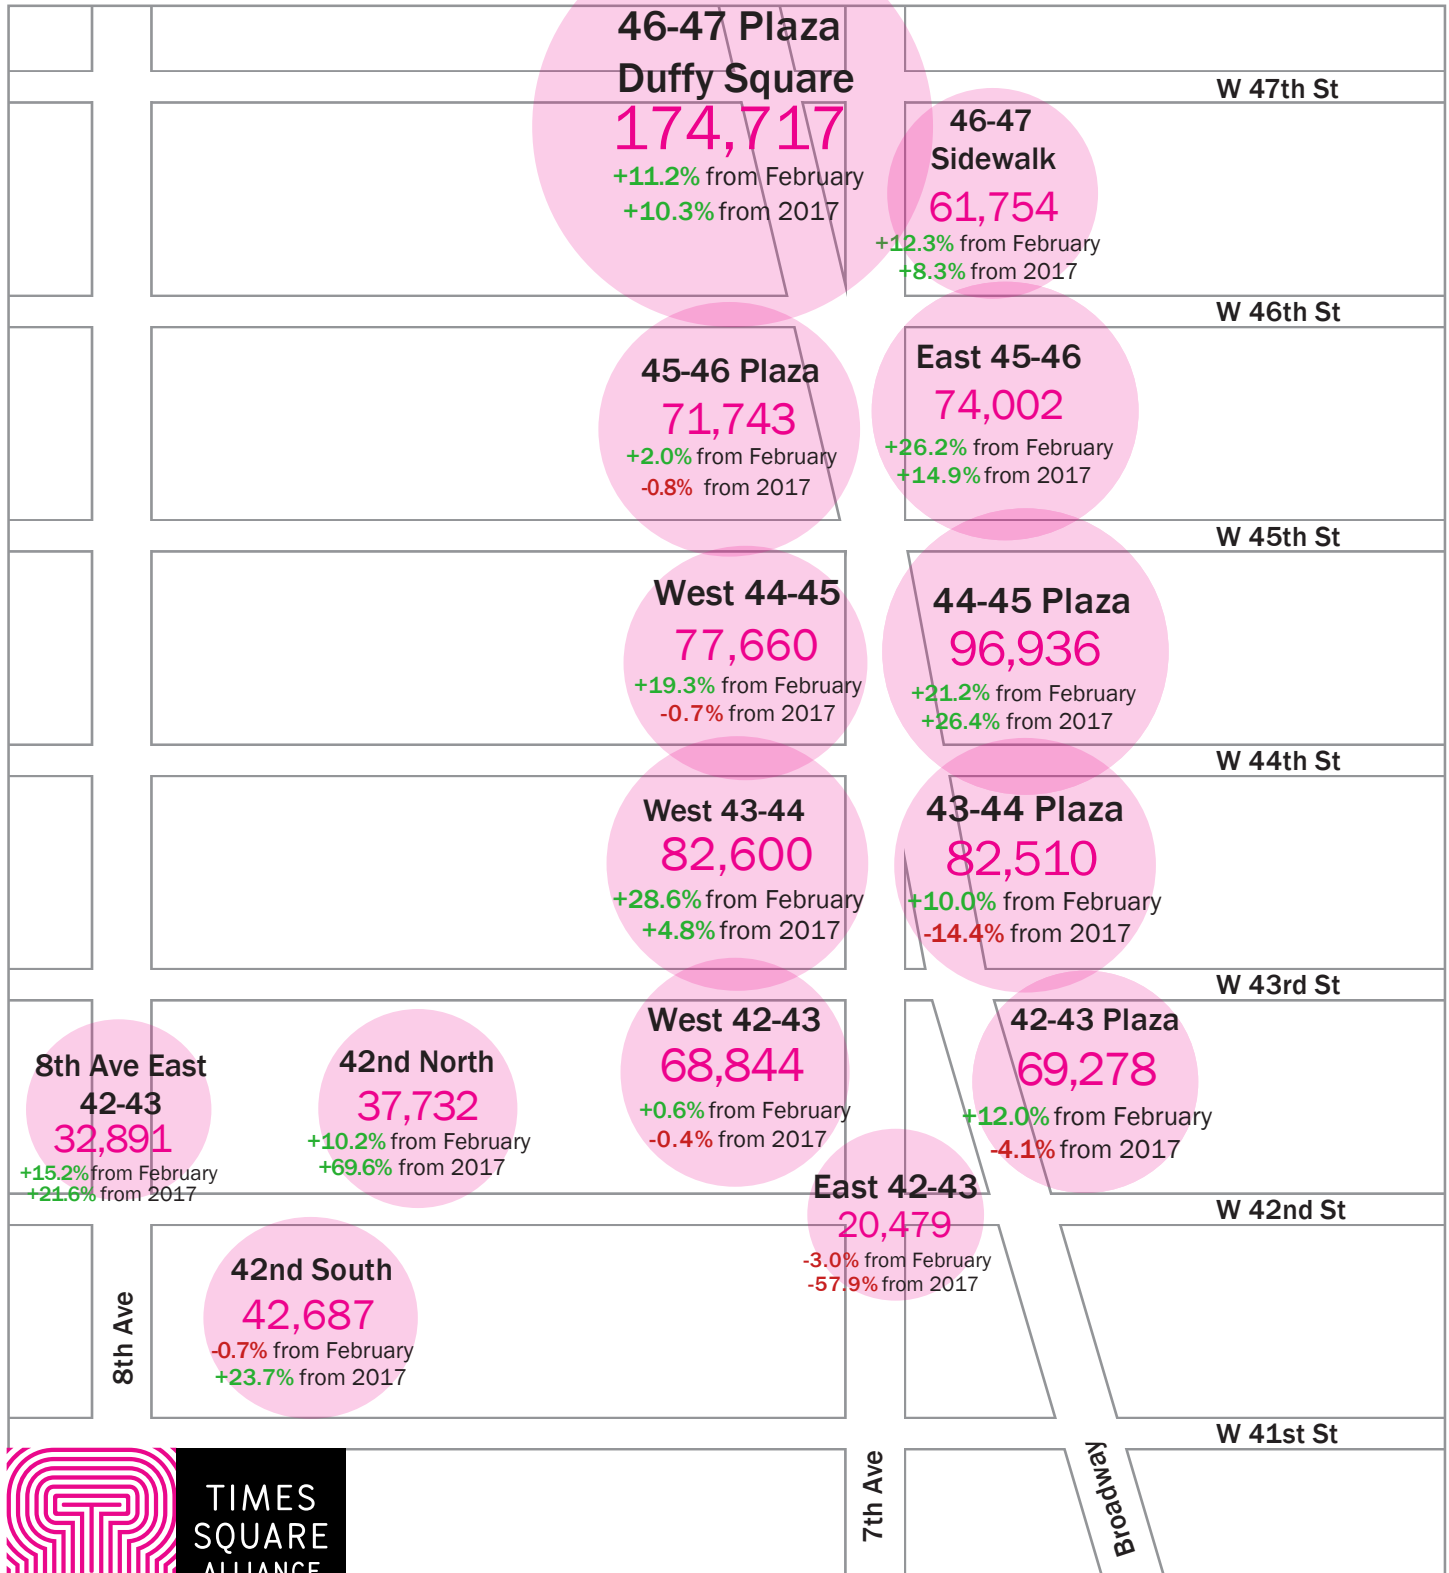 46-47 Plaza
Duffy Square
174,717
+11.2% from February
+10.3% from 2017
W 47th St
46-47
Sidewalk
61,754
+12.3% from February
+8.3% from 2017
W 46th St
45-46 Plaza
71,743
+2.0% from February
-0.8% from 2017
East 45-46
74,002
+26.2% from February
+14.9% from 2017
W 45th St
West 44-45
77,660
+19.3% from February
-0.7% from 2017
44-45 Plaza
96,936
+21.2% from February
+26.4% from 2017
W 44th St
West 43-44
82,600
+28.6% from February
+4.8% from 2017
43-44 Plaza
82,510
+10.0% from February
-14.4% from 2017
W 43rd St
8th Ave East
42-43
32,891
+15.2% from February
+21.6% from 2017
42nd North
37,732
+10.2% from February
+69.6% from 2017
West 42-43
68,844
+0.6% from February
-0.4% from 2017
42-43 Plaza
69,278
+12.0% from February
-4.1% from 2017
East 42-43
20,479
-3.0% from February
-57.9% from 2017
W 42nd St
42nd South
42,687
-0.7% from February
+23.7% from 2017
8th Ave
W 41st St
7th Ave
Broadway
TIMES
SQUARE
ALLIANCE